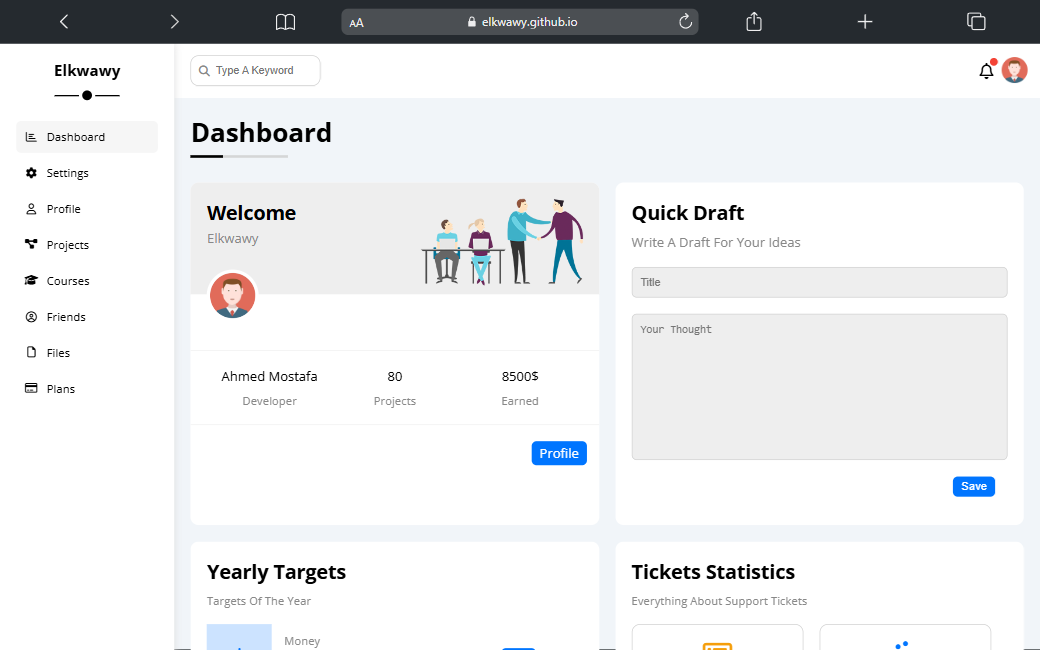 AA
elkwawy.github.io
Elkwawy
Type A Keyword
Dashboard
Settings
Profile
Projects
Courses
Friends
Files
Plans
Dashboard
Welcome
Elkwawy
Ahmed Mostafa
80
8500$
Developer
Projects
Earned
Profile
Quick Draft
Write A Draft For Your Ideas
Title
Your Thought
Save
Yearly Targets
Targets Of The Year
Money
Tickets Statistics
Everything About Support Tickets